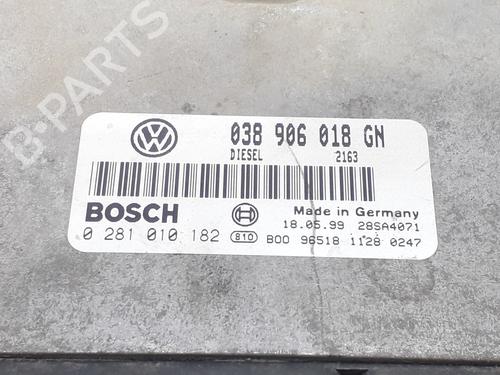 038 906 018 GN
DIESEL 2163
BOSCH
Made in Germany
18.05.99 28SA4071
0 281 010 182 810 B00 96518 1128 0247
B-PARTS